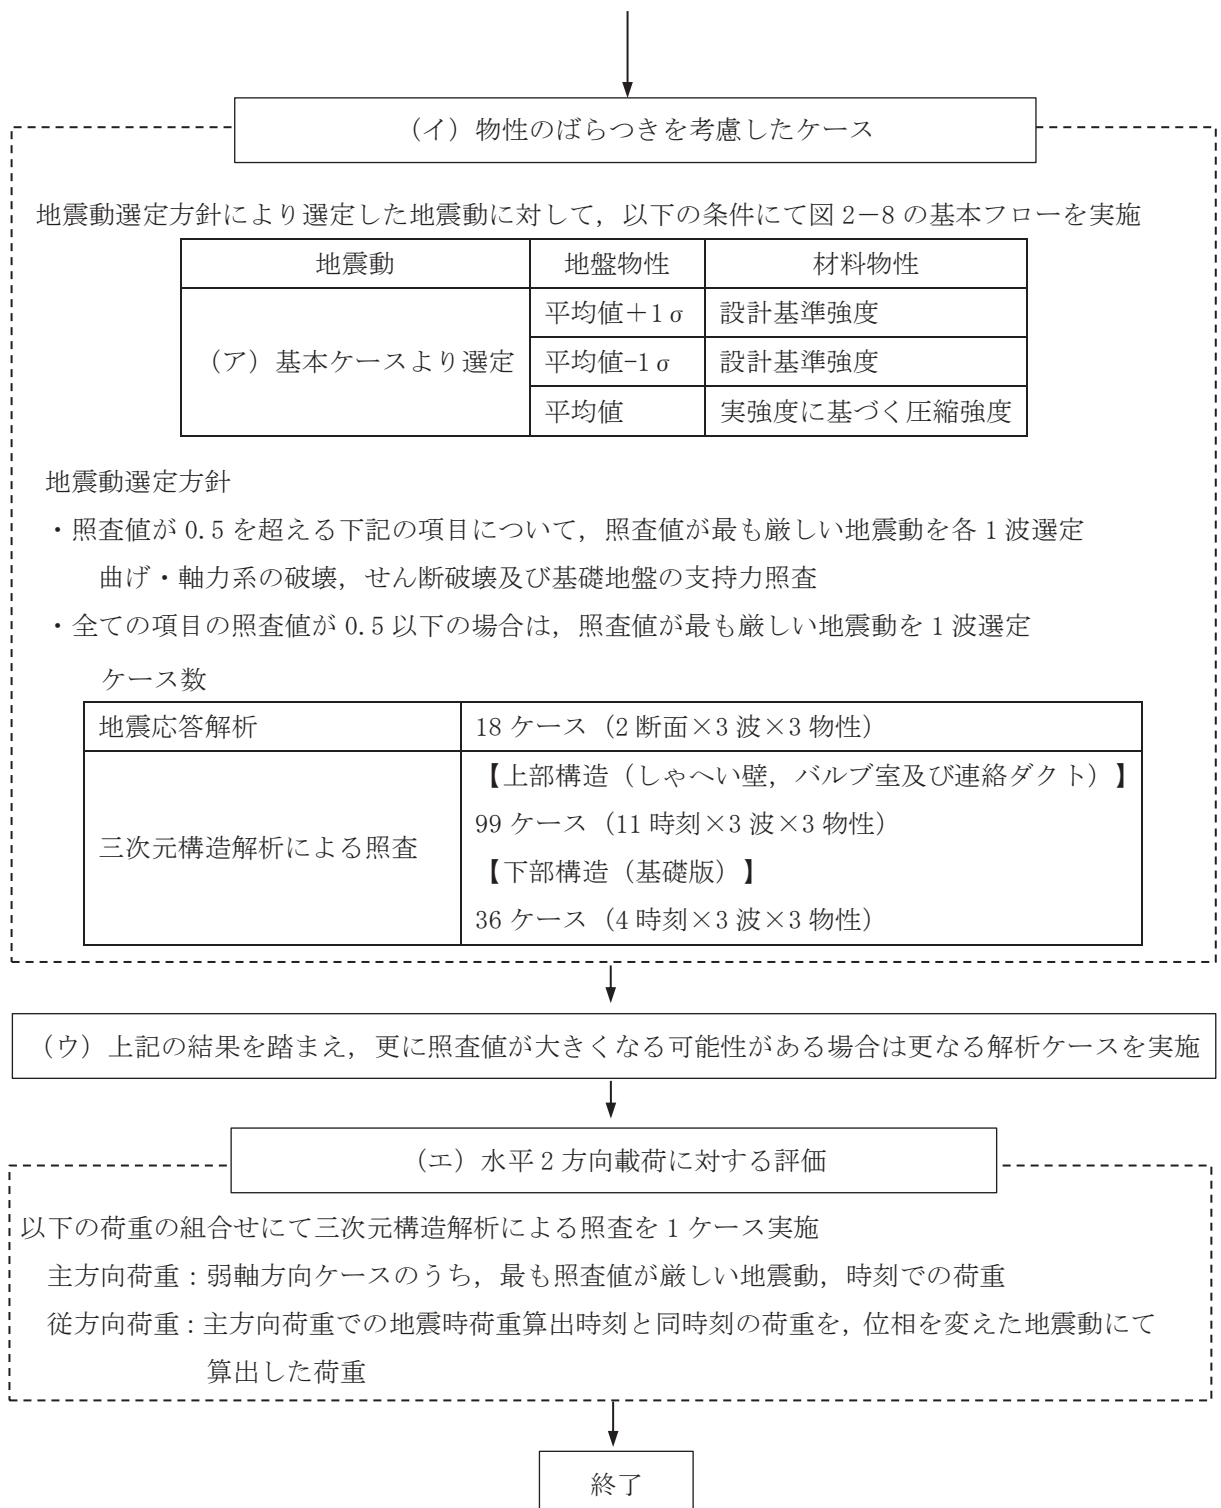 （イ）物性のばらつきを考慮したケース
地震動選定方針により選定した地震動に対して，以下の条件にて図 2－8 の基本フローを実施
地震動 地盤物性 材料物性
（ア）基本ケースより選定
平均値＋1σ 設計基準強度
平均値-1σ 設計基準強度
平均値 実強度に基づく圧縮強度
地震動選定方針
・照査値が 0.5 を超える下記の項目について，照査値が最も厳しい地震動を各 1 波選定
曲げ・軸力系の破壊，せん断破壊及び基礎地盤の支持力照査
・全ての項目の照査値が 0.5 以下の場合は，照査値が最も厳しい地震動を 1 波選定
ケース数
地震応答解析 18 ケース（2 断面×3 波×3 物性）
三次元構造解析による照査
【上部構造（しゃへい壁，バルブ室及び連絡ダクト）】
99 ケース（11 時刻×3 波×3 物性）
【下部構造（基礎版）】
36 ケース（4 時刻×3 波×3 物性）
（ウ）上記の結果を踏まえ，更に照査値が大きくなる可能性がある場合は更なる解析ケースを実施
（エ）水平 2 方向載荷に対する評価
以下の荷重の組合せにて三次元構造解析による照査を 1 ケース実施
主方向荷重：弱軸方向ケースのうち，最も照査値が厳しい地震動，時刻での荷重
従方向荷重：主方向荷重での地震時荷重算出時刻と同時刻の荷重を，位相を変えた地震動にて
算出した荷重
終了